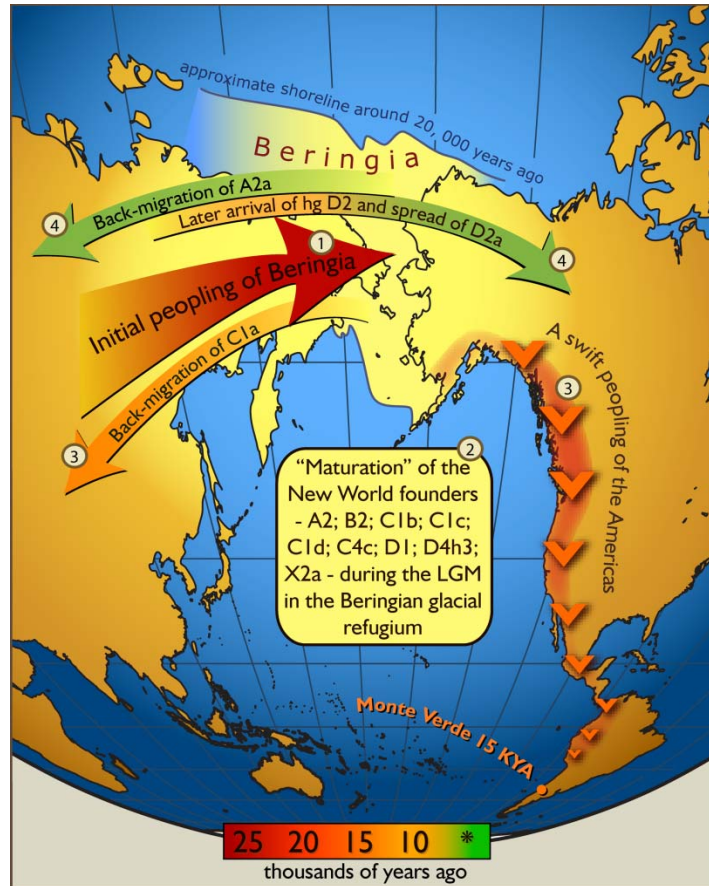 approximate shoreline around 20, 000 years ago
Beringia
Back-migration of A2a
4
Later arrival of hg D2 and spread of D2a
4
1
Initial peopling of Beringia
Back-migration of C1a
3
A swift peopling of the Americas
3
2
“Maturation” of the
New World founders
- A2; B2; C1b; C1c;
C1d; C4c; D1; D4h3;
X2a - during the LGM
in the Beringian glacial
refugium
Monte Verde 15 KYA
25 20 15 10 *
thousands of years ago